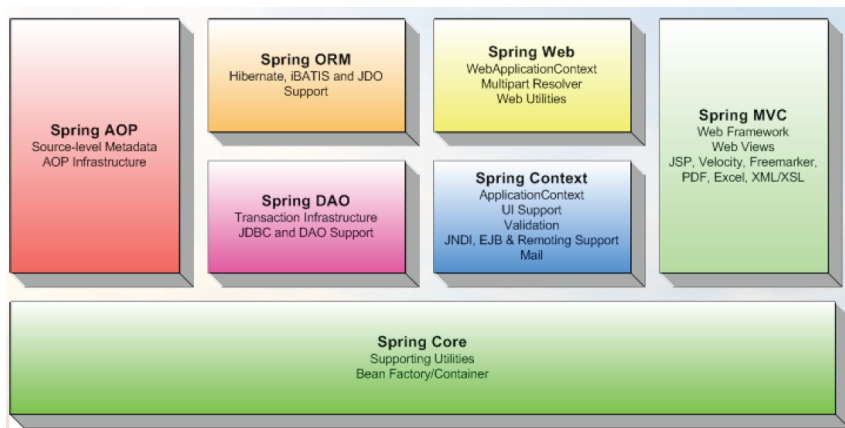 Spring AOP
Source-level Metadata
AOP Infrastructure
Spring ORM
Hibernate, iBATIS and JDO
Support
Spring DAO
Transaction Infrastructure
JDBC and DAO Support
Spring Web
WebApplicationContext
Multipart Resolver
Web Utilities
Spring Context
ApplicationContext
UI Support
Validation
JNDI, EJB & Remoting Support
Mail
Spring MVC
Web Framework
Web Views
JSP, Velocity, Freemarker,
PDF, Excel, XML/XSL
Spring Core
Supporting Utilities
Bean Factory/Container